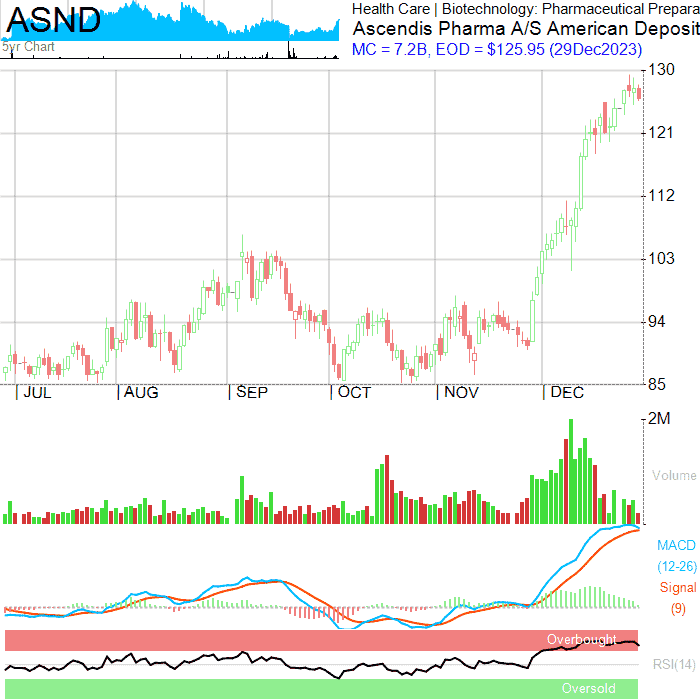 ASND
5yr Chart
Health Care | Biotechnology: Pharmaceutical Prepara
Ascendis Pharma A/S American Deposit
MC = 7.2B, EOD = $125.95 (29Dec2023)
130
121
112
103
94
85
| JUL | AUG | SEP | OCT | NOV | DEC
2M
Volume
MACD
(12-26)
Signal
(9)
Overbought
RSI(14)
Oversold